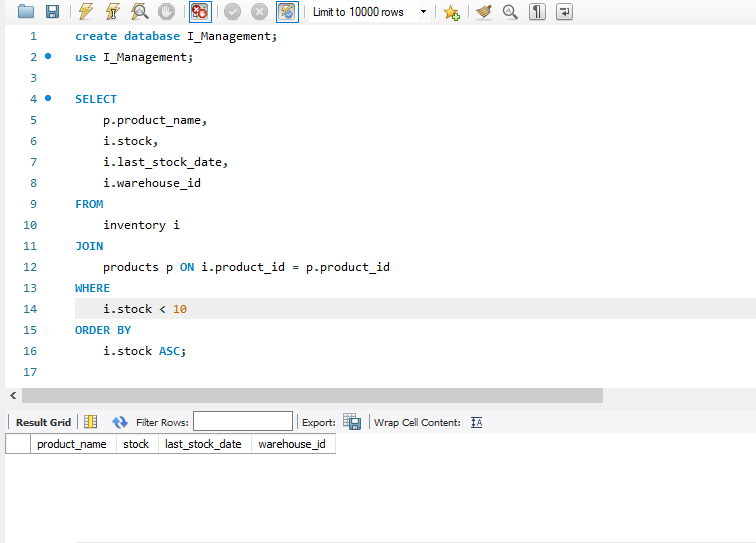 Limit to 10000 rows
1 create database I_Management;
2 use I_Management;
3
4 SELECT
5 p.product_name,
6 i.stock,
7 i.last_stock_date,
8 i.warehouse_id
9 FROM
10 inventory i
11 JOIN
12 products p ON i.product_id = p.product_id
13 WHERE
14 i.stock < 10
15 ORDER BY
16 i.stock ASC;
17
Result Grid Filter Rows: Export: Wrap Cell Content:
product_name stock last_stock_date warehouse_id